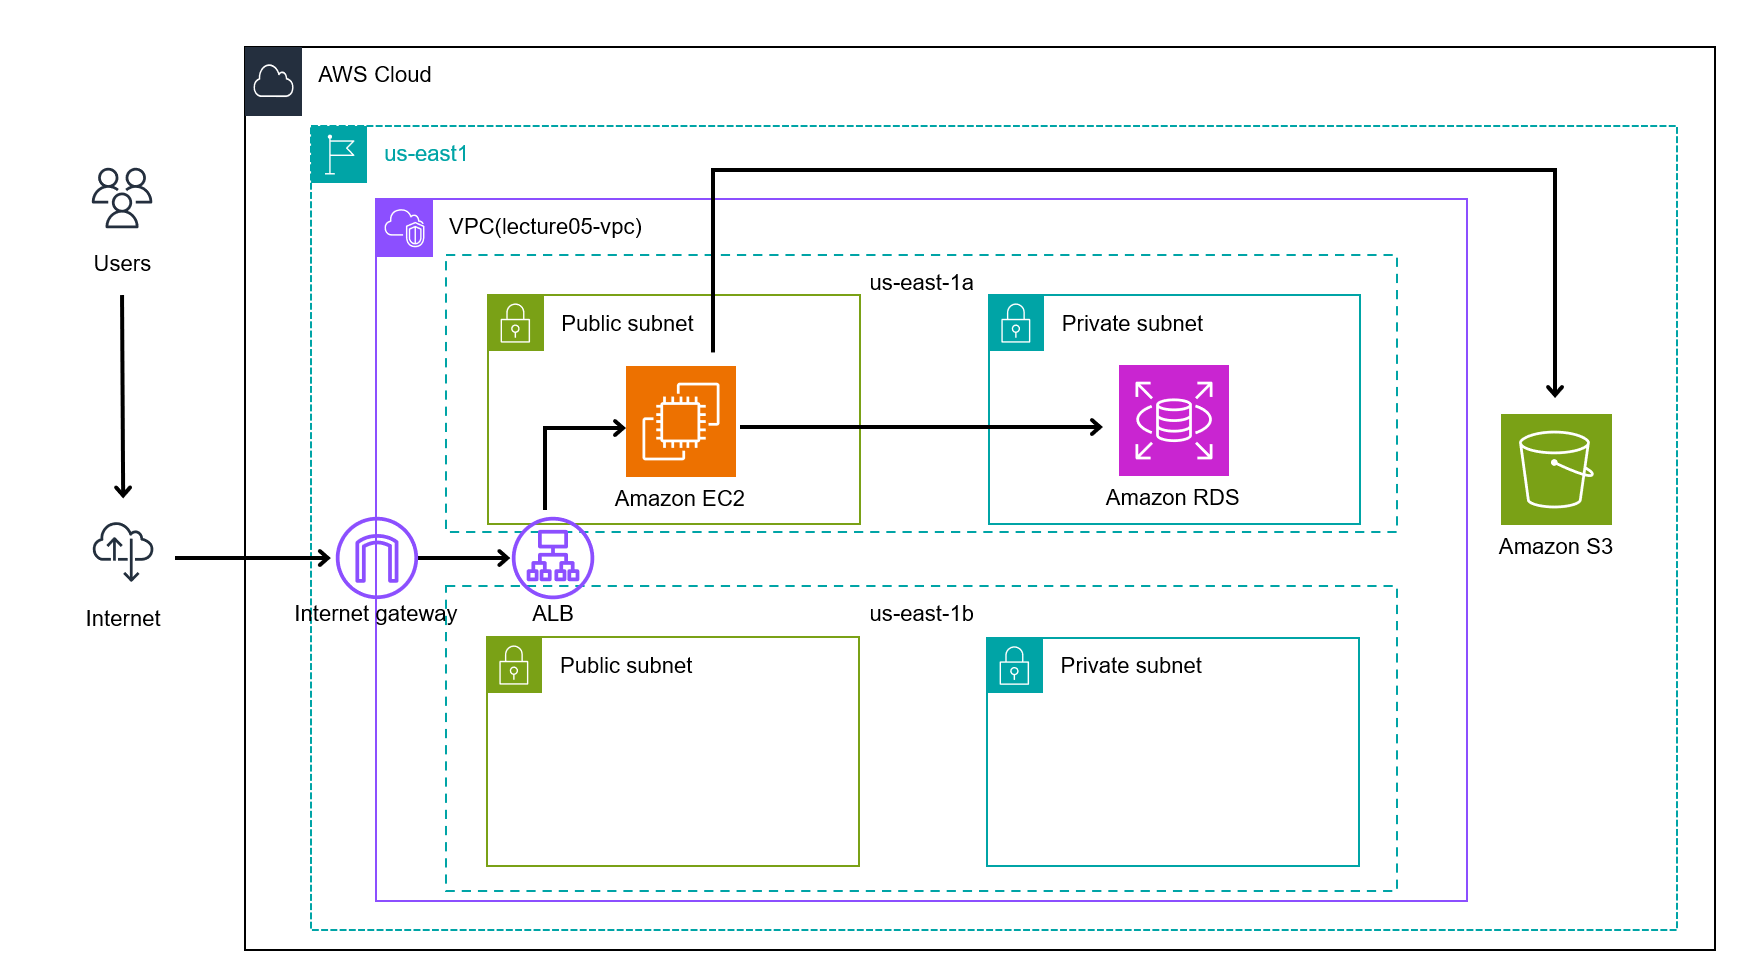 AWS Cloud
us-east1
VPC(lecture05-vpc)
Users
us-east-1a
Public subnet
Private subnet
Amazon EC2
Amazon RDS
Amazon S3
Internet
Internet gateway
ALB
us-east-1b
Public subnet
Private subnet